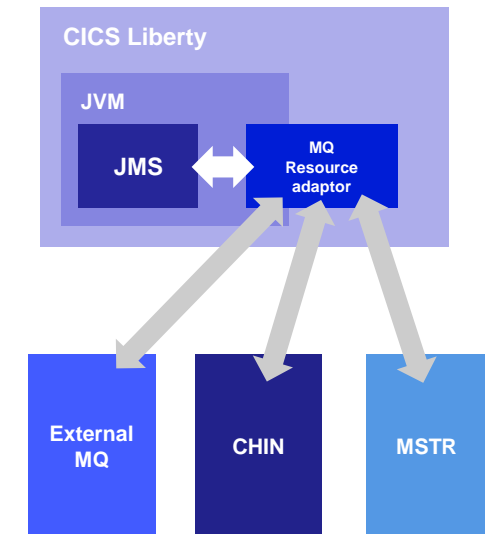 CICS Liberty
JVM
JMS
MQ
Resource
adaptor
External
MQ
CHIN
MSTR